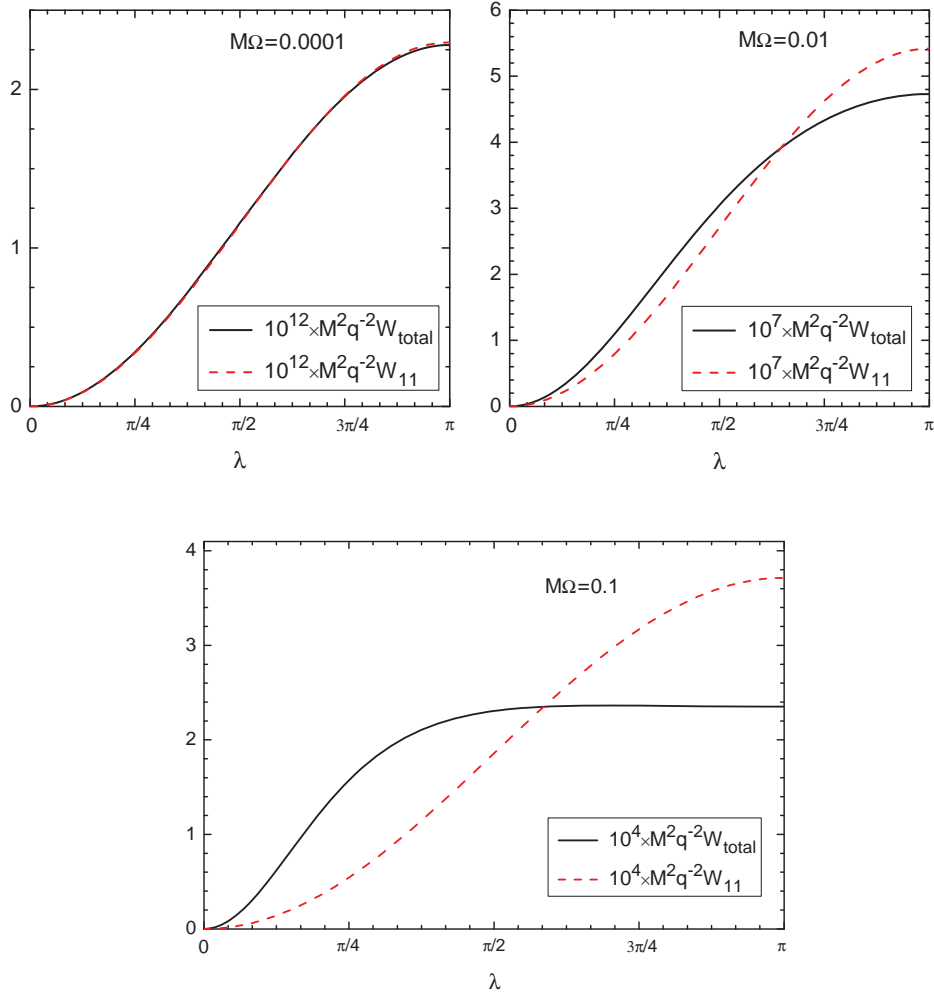 MΩ=0.0001
2
1
0
10¹²×M²q⁻²W_total
10¹²×M²q⁻²W₁₁
0 π/4 π/2 3π/4 π
λ
MΩ=0.01
6
5
4
3
2
1
0
10⁷×M²q⁻²W_total
10⁷×M²q⁻²W₁₁
0 π/4 π/2 3π/4 π
λ
MΩ=0.1
4
3
2
1
0
10⁴×M²q⁻²W_total
10⁴×M²q⁻²W₁₁
0 π/4 π/2 3π/4 π
λ